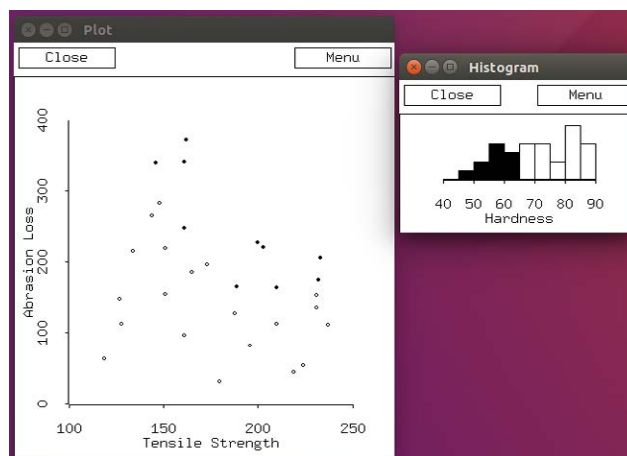 Plot
Close Menu
400
300
200
100
0
Abrasion Loss
100 150 200 250
Tensile Strength
Histogram
Close Menu
40 50 60 70 80 90
Hardness